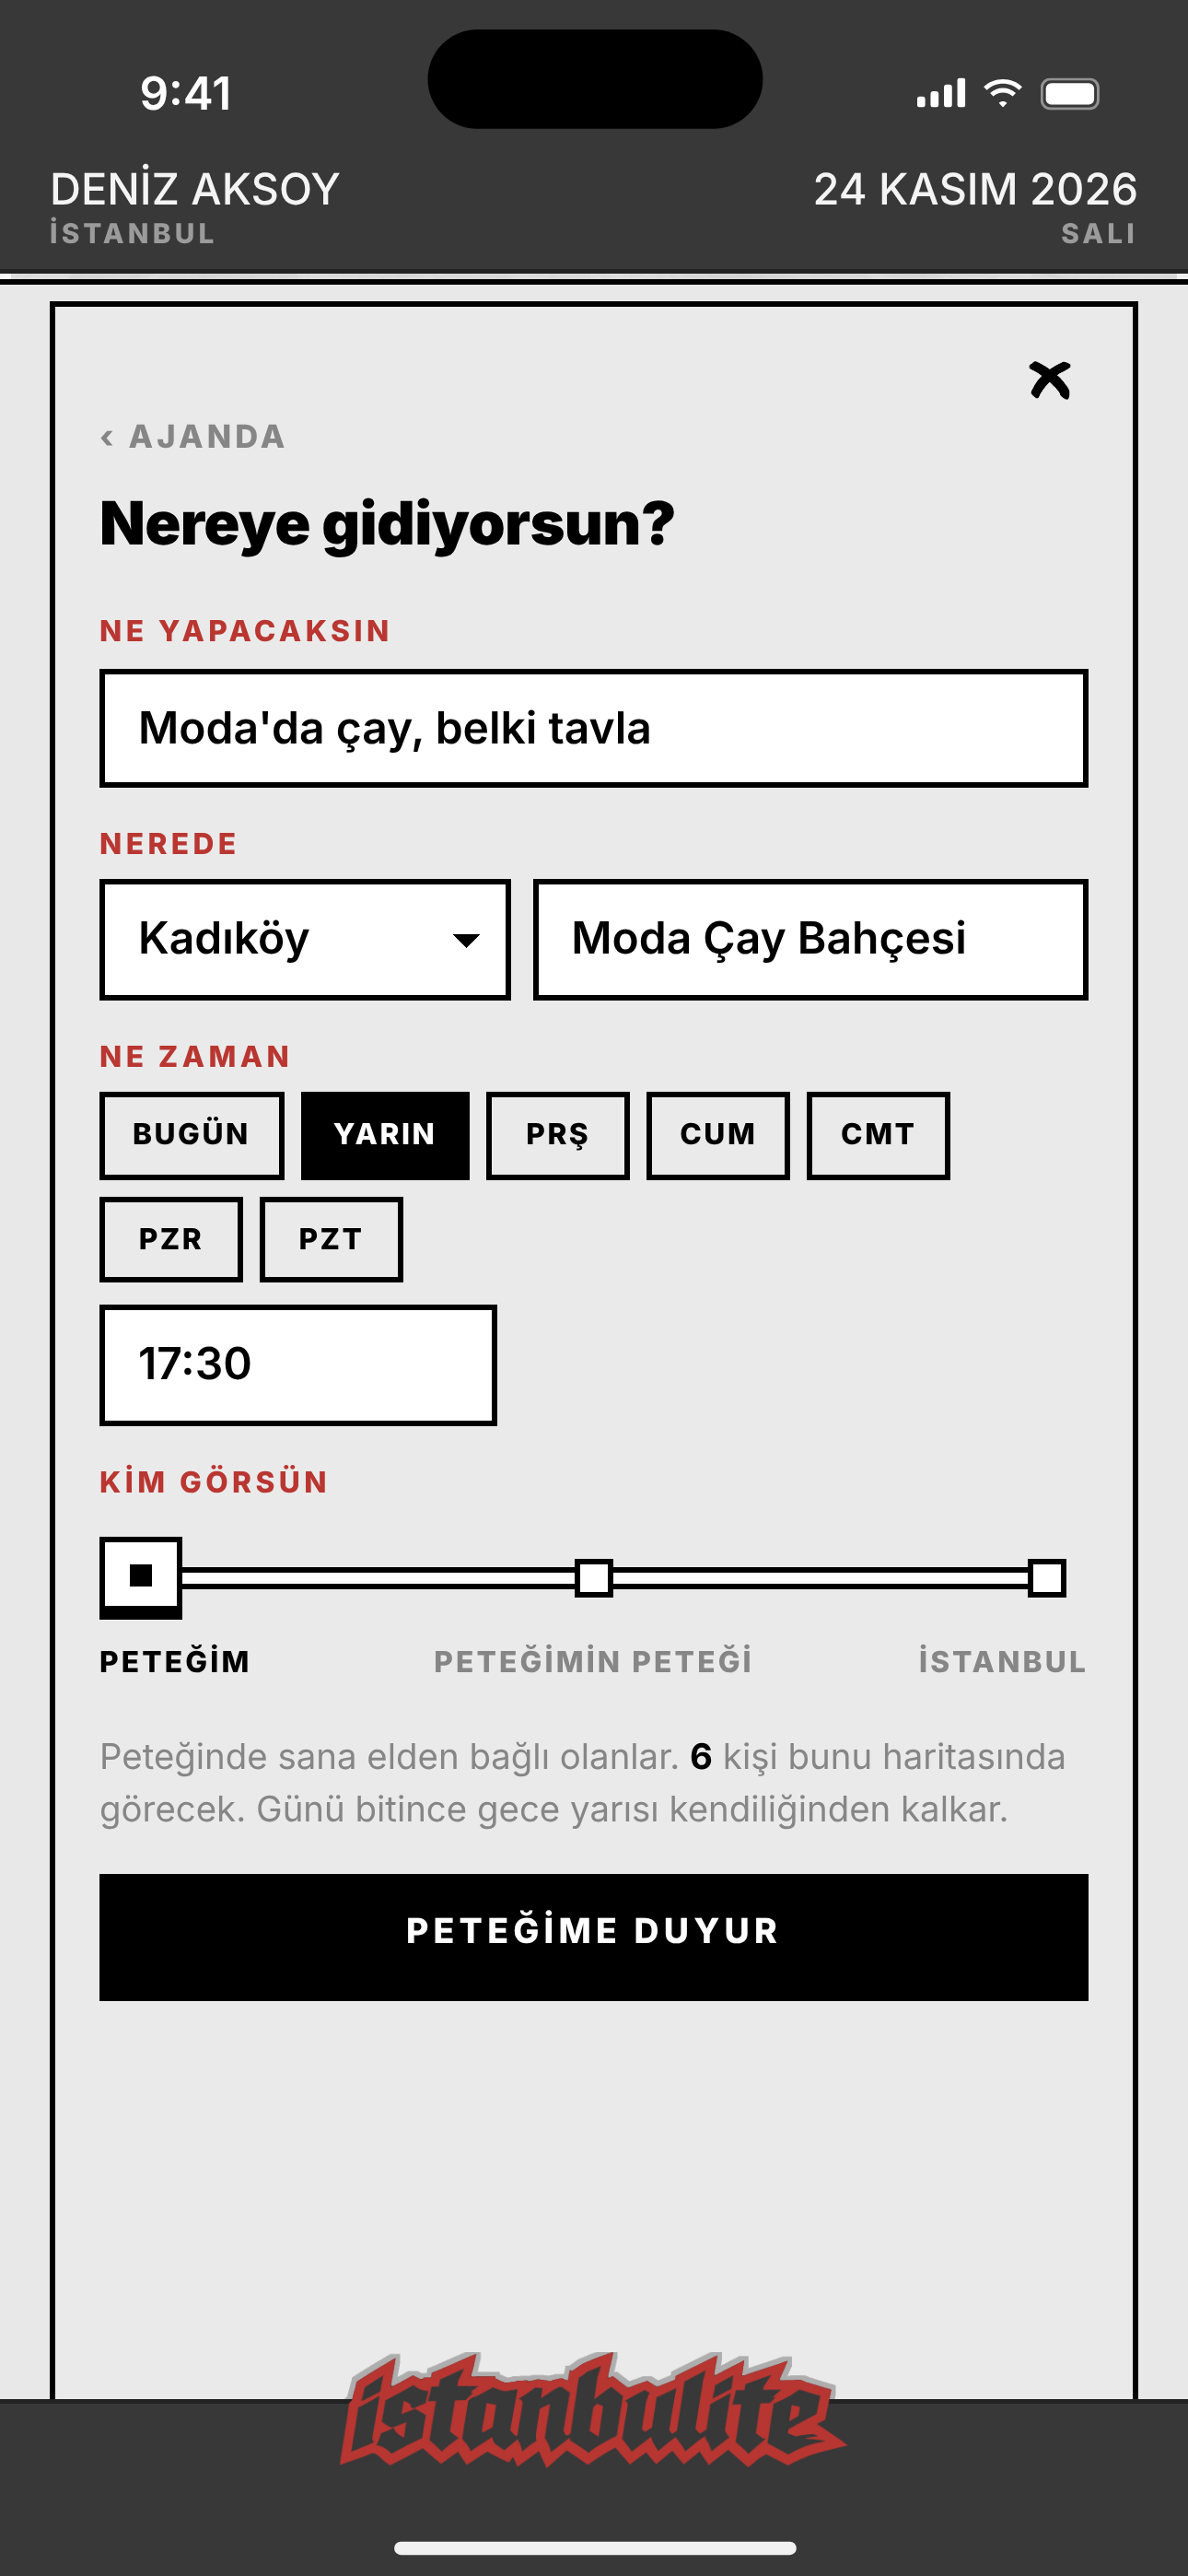 9:41
DENİZ AKSOY
24 KASIM 2026
İSTANBUL
SALI
‹ AJANDA
Nereye gidiyorsun?
NE YAPACAKSIN
Moda'da çay, belki tavla
NEREDE
Kadıköy
Moda Çay Bahçesi
NE ZAMAN
BUGÜN YARIN PRŞ CUM CMT
PZR PZT
17:30
KİM GÖRSÜN
PETEĞİM PETEĞİMİN PETEĞİ İSTANBUL
Peteğinde sana elden bağlı olanlar. 6 kişi bunu haritasında
görecek. Günü bitince gece yarısı kendiliğinden kalkar.
PETEĞİME DUYUR
istanbulite